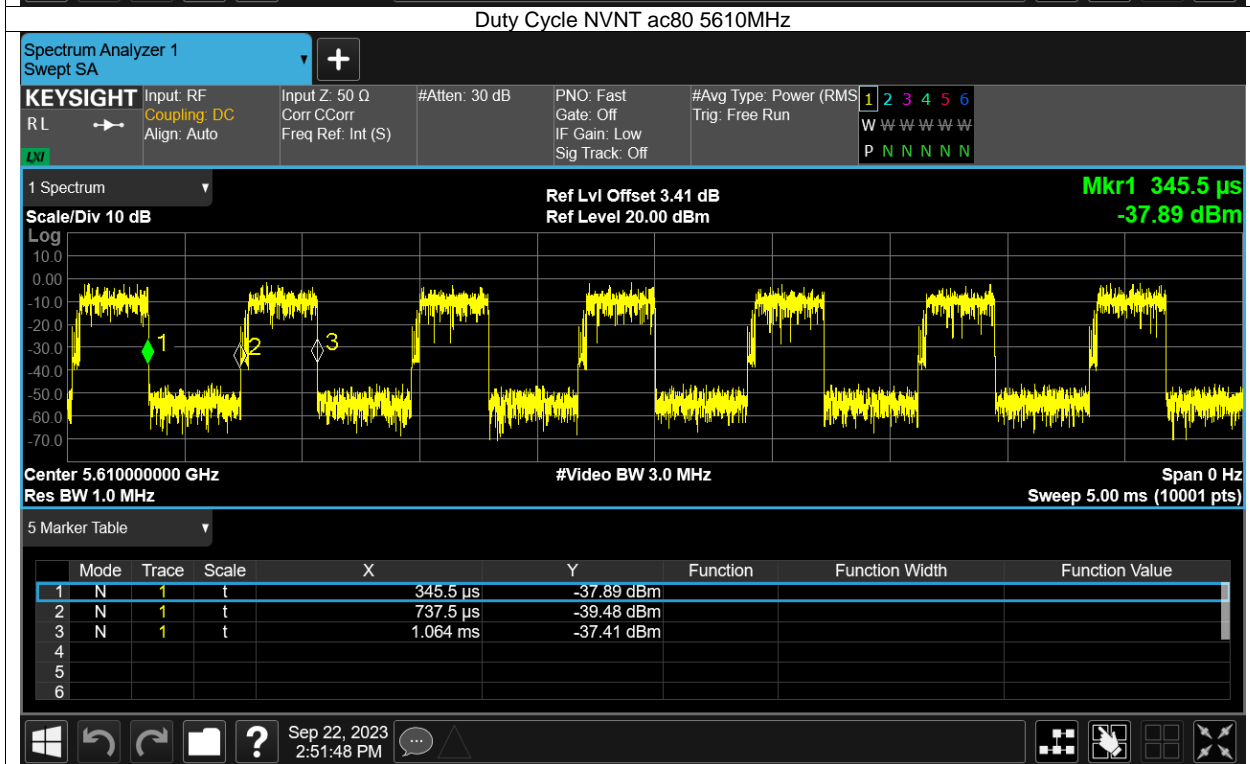 Duty Cycle NVNT ac80 5610MHz
Spectrum Analyzer 1
Swept SA
KEYSIGHT
RL
LXI
Input: RF
Coupling: DC
Align: Auto
Input Z: 50 Ω
Corr CCorr
Freq Ref: Int (S)
#Atten: 30 dB
PNO: Fast
Gate: Off
IF Gain: Low
Sig Track: Off
#Avg Type: Power (RMS
Trig: Free Run
1 2 3 4 5 6
W W W W W W
P N N N N N
1 Spectrum
Scale/Div 10 dB
Ref Lvl Offset 3.41 dB
Ref Level 20.00 dBm
Mkr1 345.5 µs
-37.89 dBm
Log
10.0
0.00
-10.0
-20.0
-30.0
-40.0
-50.0
-60.0
-70.0
1
2
3
Center 5.610000000 GHz
#Video BW 3.0 MHz
Span 0 Hz
Res BW 1.0 MHz
Sweep 5.00 ms (10001 pts)
5 Marker Table
Mode Trace Scale X Y Function Function Width Function Value
1 N 1 t 345.5 µs -37.89 dBm
2 N 1 t 737.5 µs -39.48 dBm
3 N 1 t 1.064 ms -37.41 dBm
4
5
6
?
Sep 22, 2023
2:51:48 PM